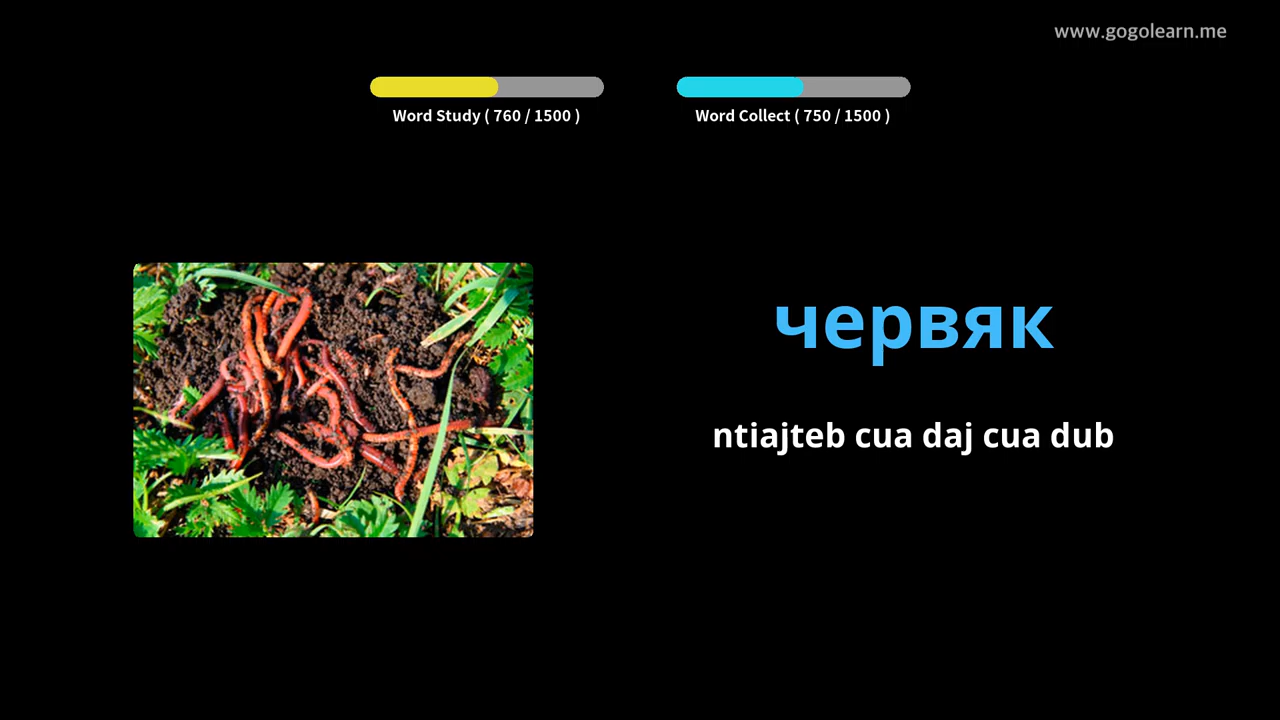 www.gogolearn.me
Word Study ( 760 / 1500 )
Word Collect ( 750 / 1500 )
червяк
ntiajteb cua daj cua dub